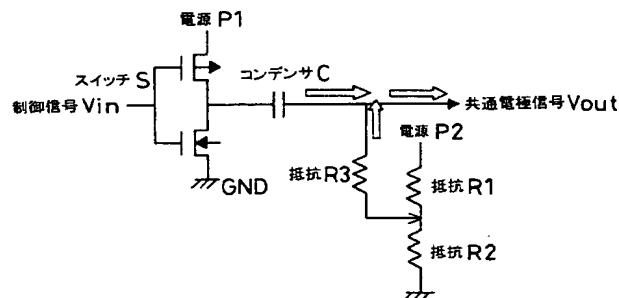 電源 P1
スイッチ S
コンデンサ C
制御信号 Vin
共通電極信号 Vout
電源 P2
GND
抵抗 R3
抵抗 R1
抵抗 R2